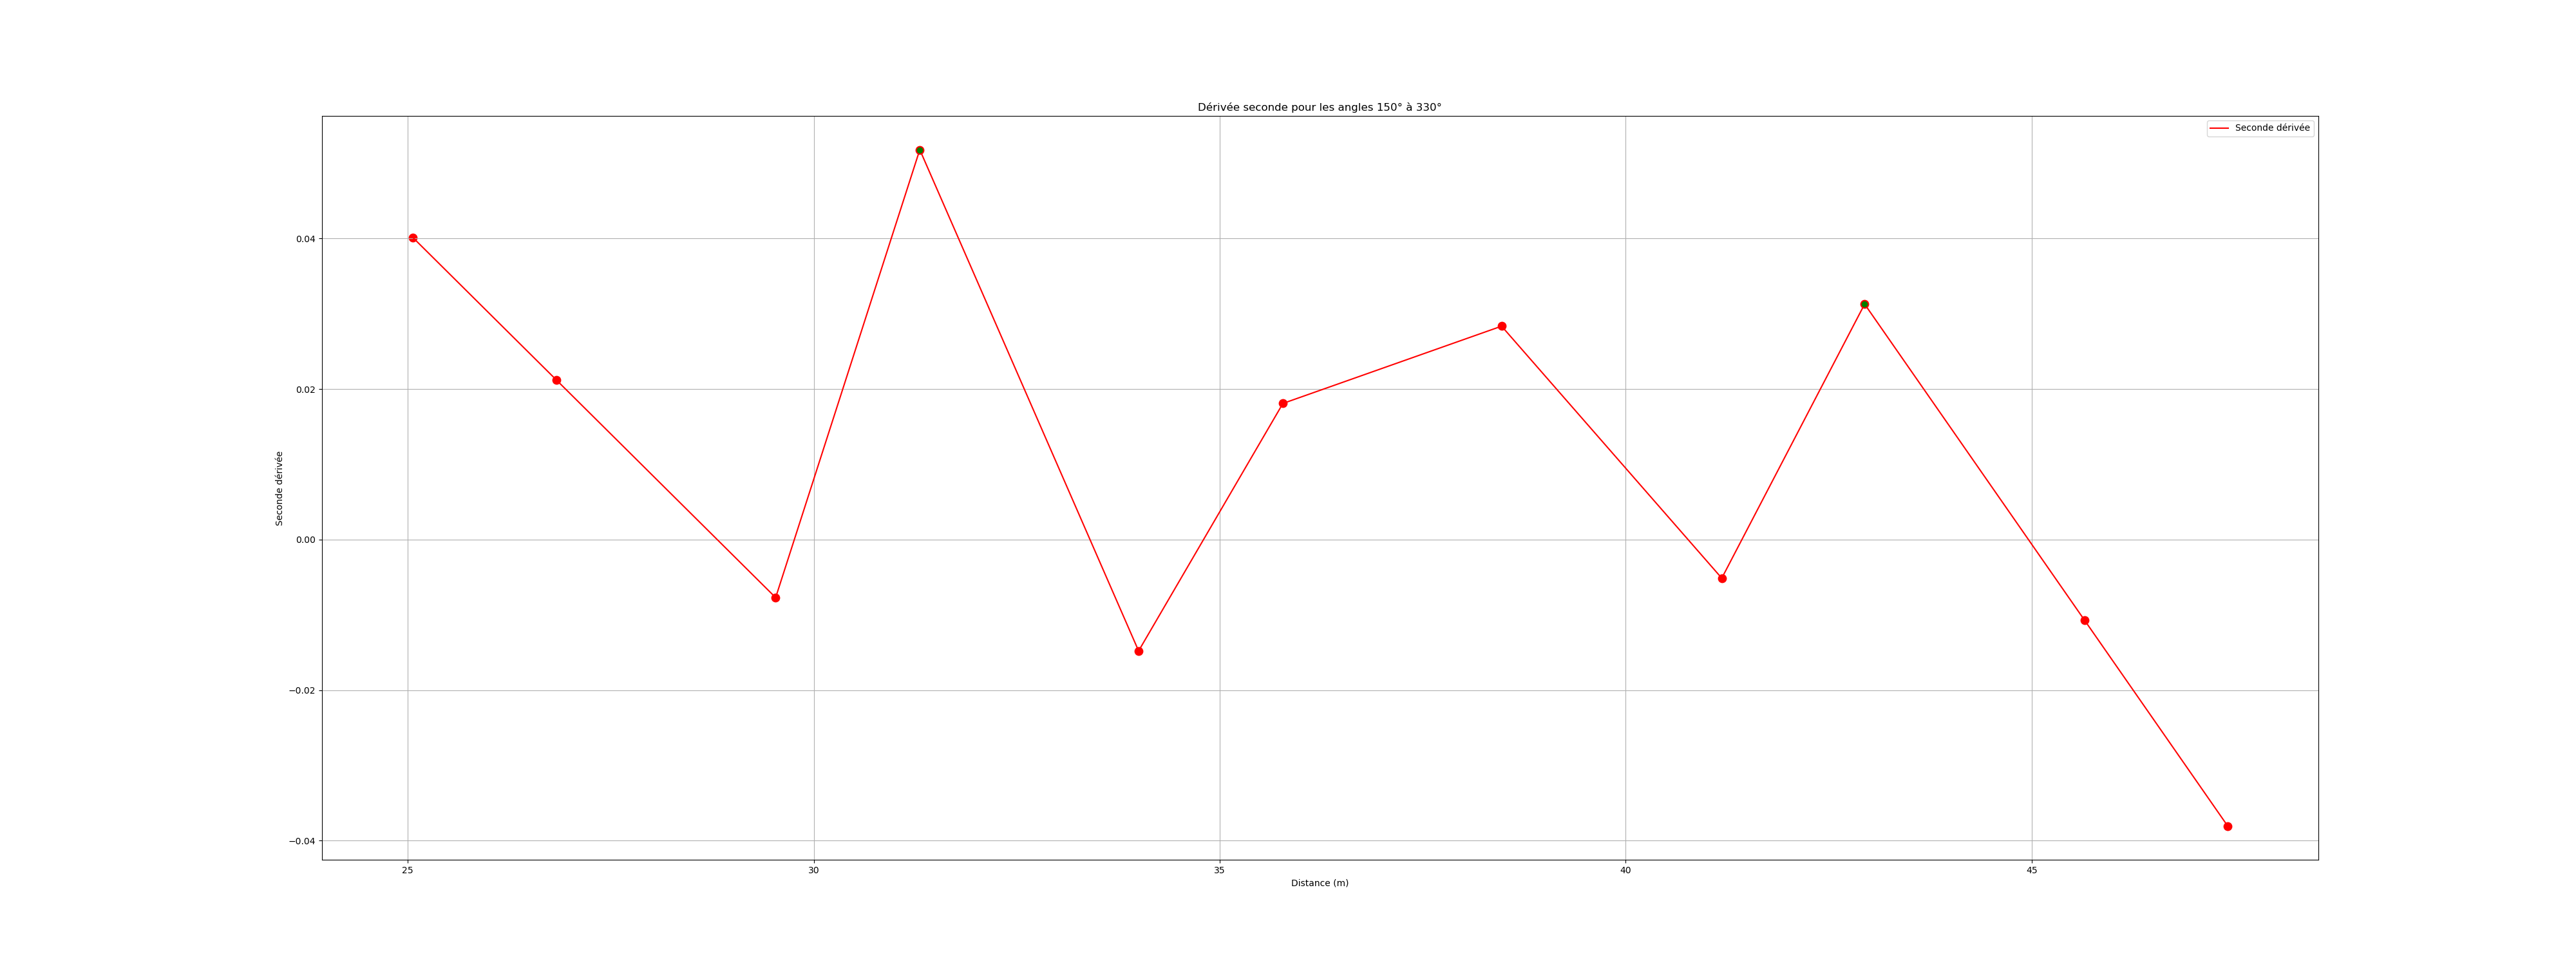 Dérivée seconde pour les angles 150° à 330°
Seconde dérivée
0.04
0.02
0.00
−0.02
−0.04
Seconde dérivée
25
30
35
40
45
Distance (m)